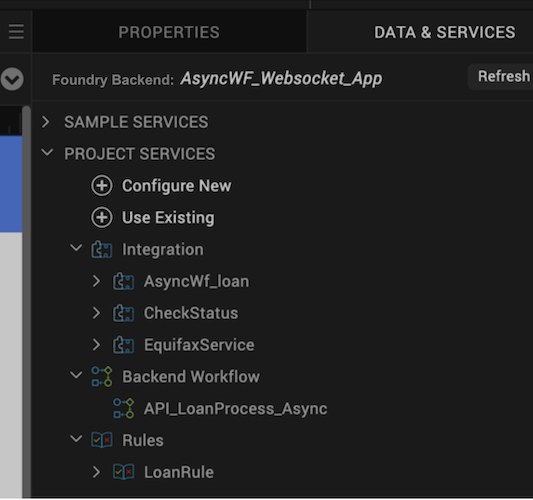 PROPERTIES
DATA & SERVICES
Foundry Backend: AsyncWF_Websocket_App
Refresh
SAMPLE SERVICES
PROJECT SERVICES
Configure New
Use Existing
Integration
AsyncWf_loan
CheckStatus
EquifaxService
Backend Workflow
API_LoanProcess_Async
Rules
LoanRule